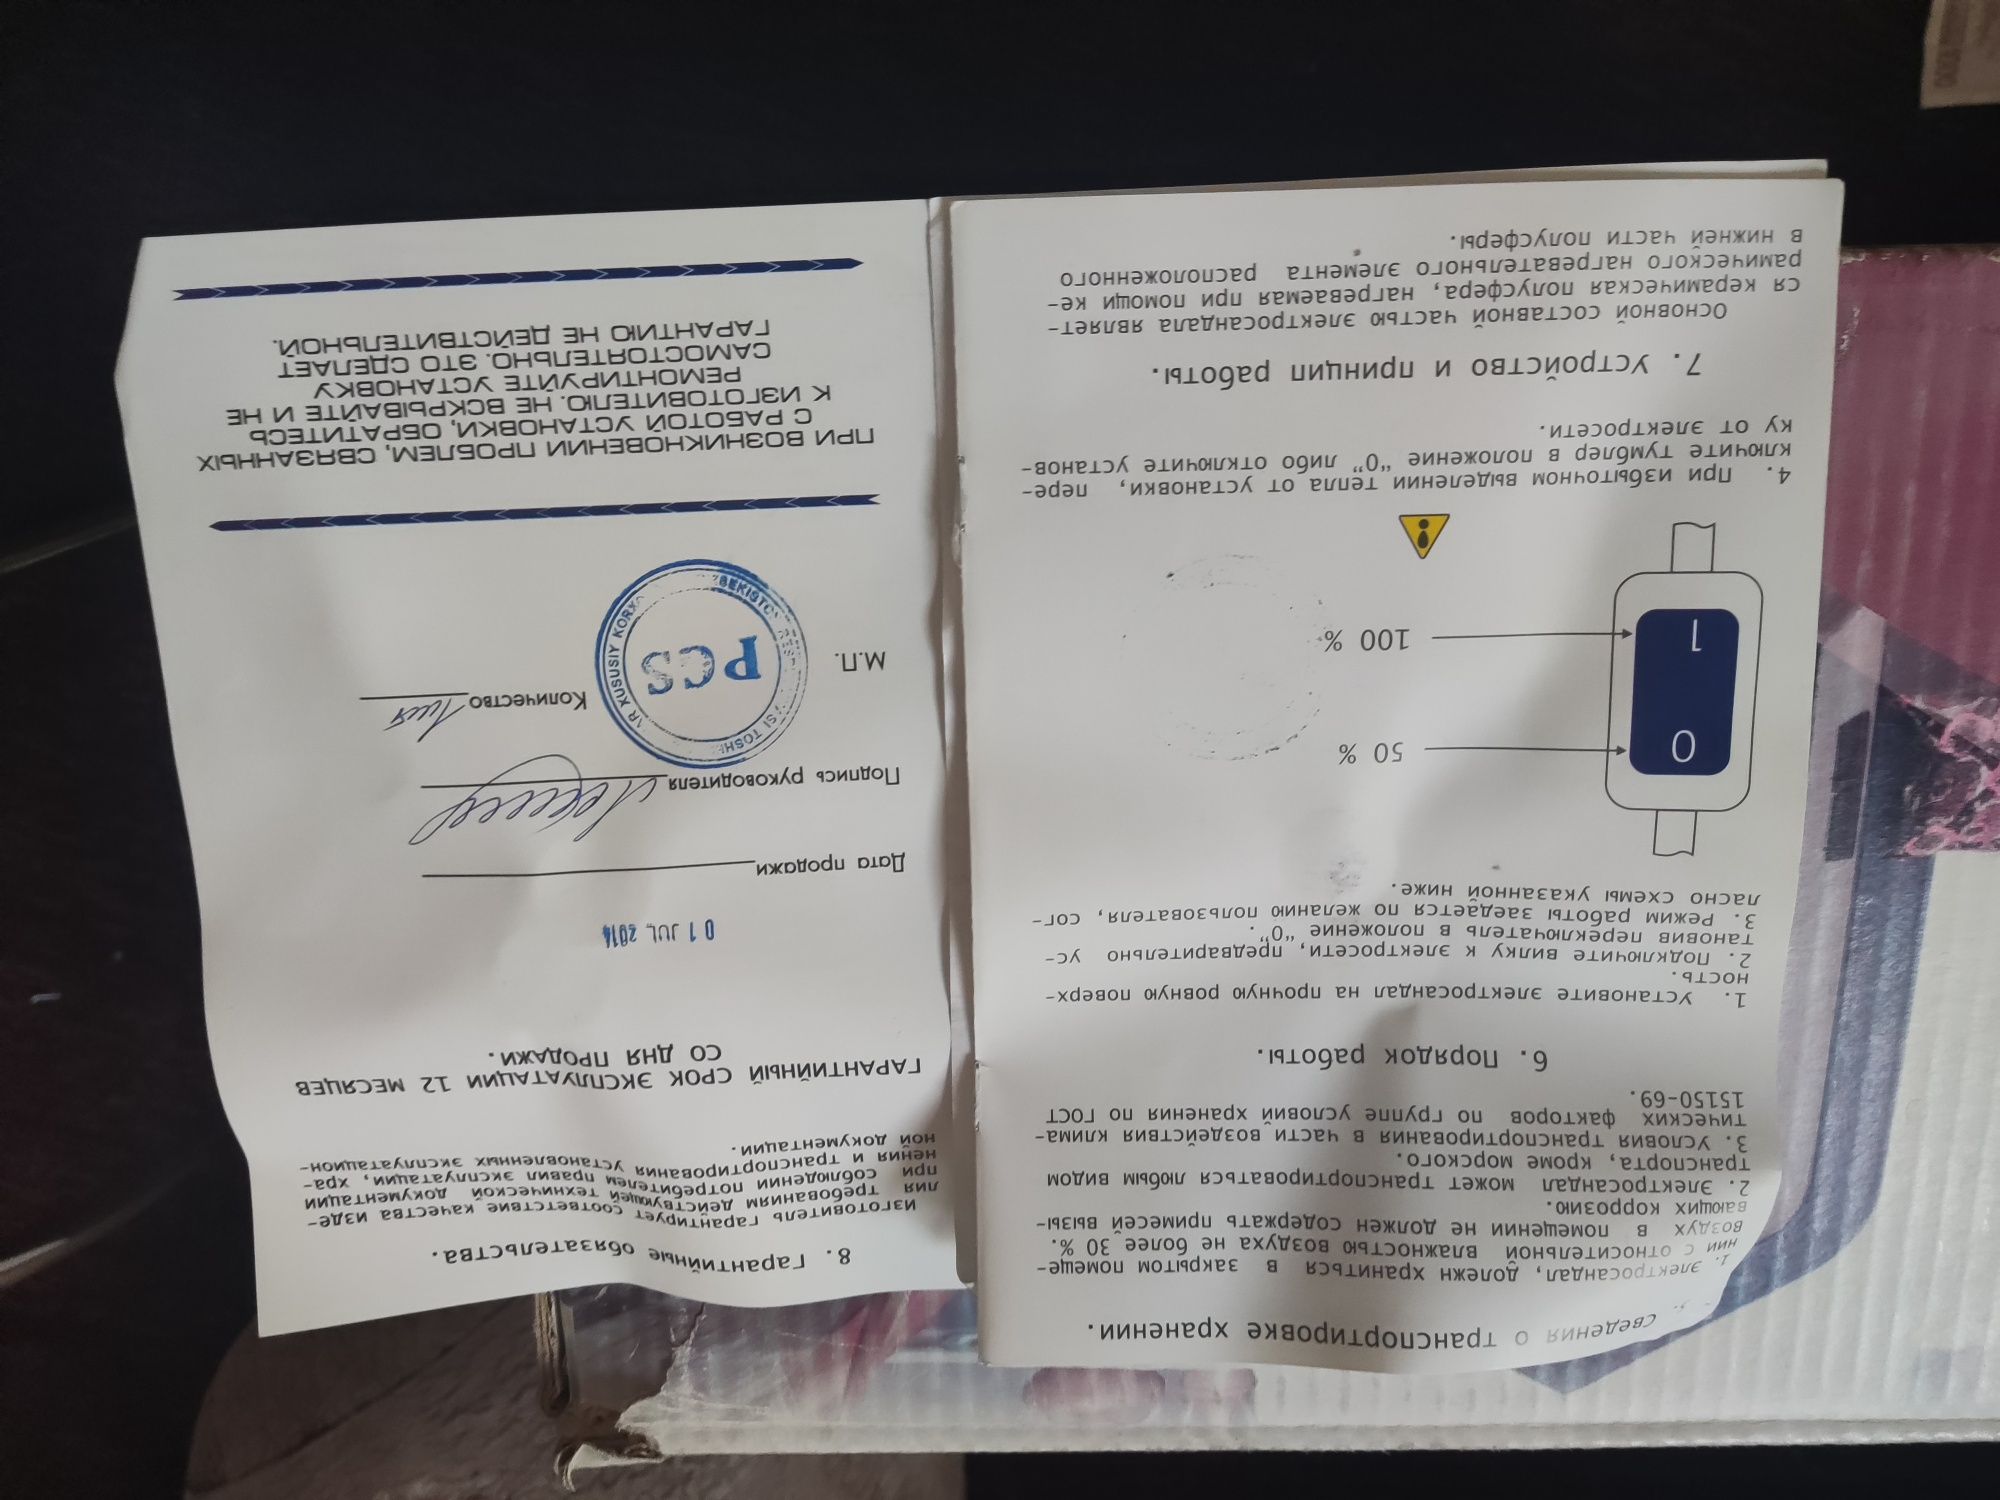 5. Сведения о транспортировке хранении.
1. Электросандал, должн храниться в закрытом помеще-
нии с относительной влажностью воздуха не более 30 %.
воздух в помещении не должен содержать примесей вызы-
вающих коррозию.
2. Электросандал может транспортироваться любым видом
транспорта, кроме морского.
3. Условия транспортирования в части воздействия клима-
тических факторов по группе условий хранения по ГОСТ
15150-69.
6. Порядок работы.
1. Установите электросандал на прочную ровную поверх-
ность.
2. Подключите вилку к электросети, предварительно ус-
тановив переключатель в положение "0".
3. Режим работы заедается по желанию пользователя, сог-
ласно схемы указанной ниже.
0
50 %
1
100 %
4. При избыточном выделении тепла от установки, пере-
ключите тумблер в положение "0" либо отключите установ-
ку от электросети.
7. Устройство и принцип работы.
Основной составной частью электросандала являет-
ся керамическая полусфера, нагреваемая при помощи ке-
рамического нагревательного элемента расположенного
в нижней части полусферы.
8. Гарантийные обязательства.
Изготовитель гарантирует соответствие качества изде-
лия требованиям действующей технической документации
при соблюдении потребителем правил эксплуатации, хра-
нения и транспортирования установленных эксплуатацион-
ной документации.
ГАРАНТИЙНЫЙ СРОК ЭКСПЛУАТАЦИИ 12 МЕСЯЦЕВ
СО ДНЯ ПРОДАЖИ.
01 JUL 2014
Дата продажи
Подпись руководителя
Количество
М.П.
PCS
AR XUSUSIY KORX
BEKISTO
TOSH
ПРИ ВОЗНИКНОВЕНИИ ПРОБЛЕМ, СВЯЗАННЫХ
С РАБОТОЙ УСТАНОВКИ, ОБРАТИТЕСЬ
К ИЗГОТОВИТЕЛЮ. НЕ ВСКРЫВАЙТЕ И НЕ
РЕМОНТИРУЙТЕ УСТАНОВКУ
САМОСТОЯТЕЛЬНО. ЭТО СДЕЛАЕТ
ГАРАНТИЮ НЕ ДЕЙСТВИТЕЛЬНОЙ.